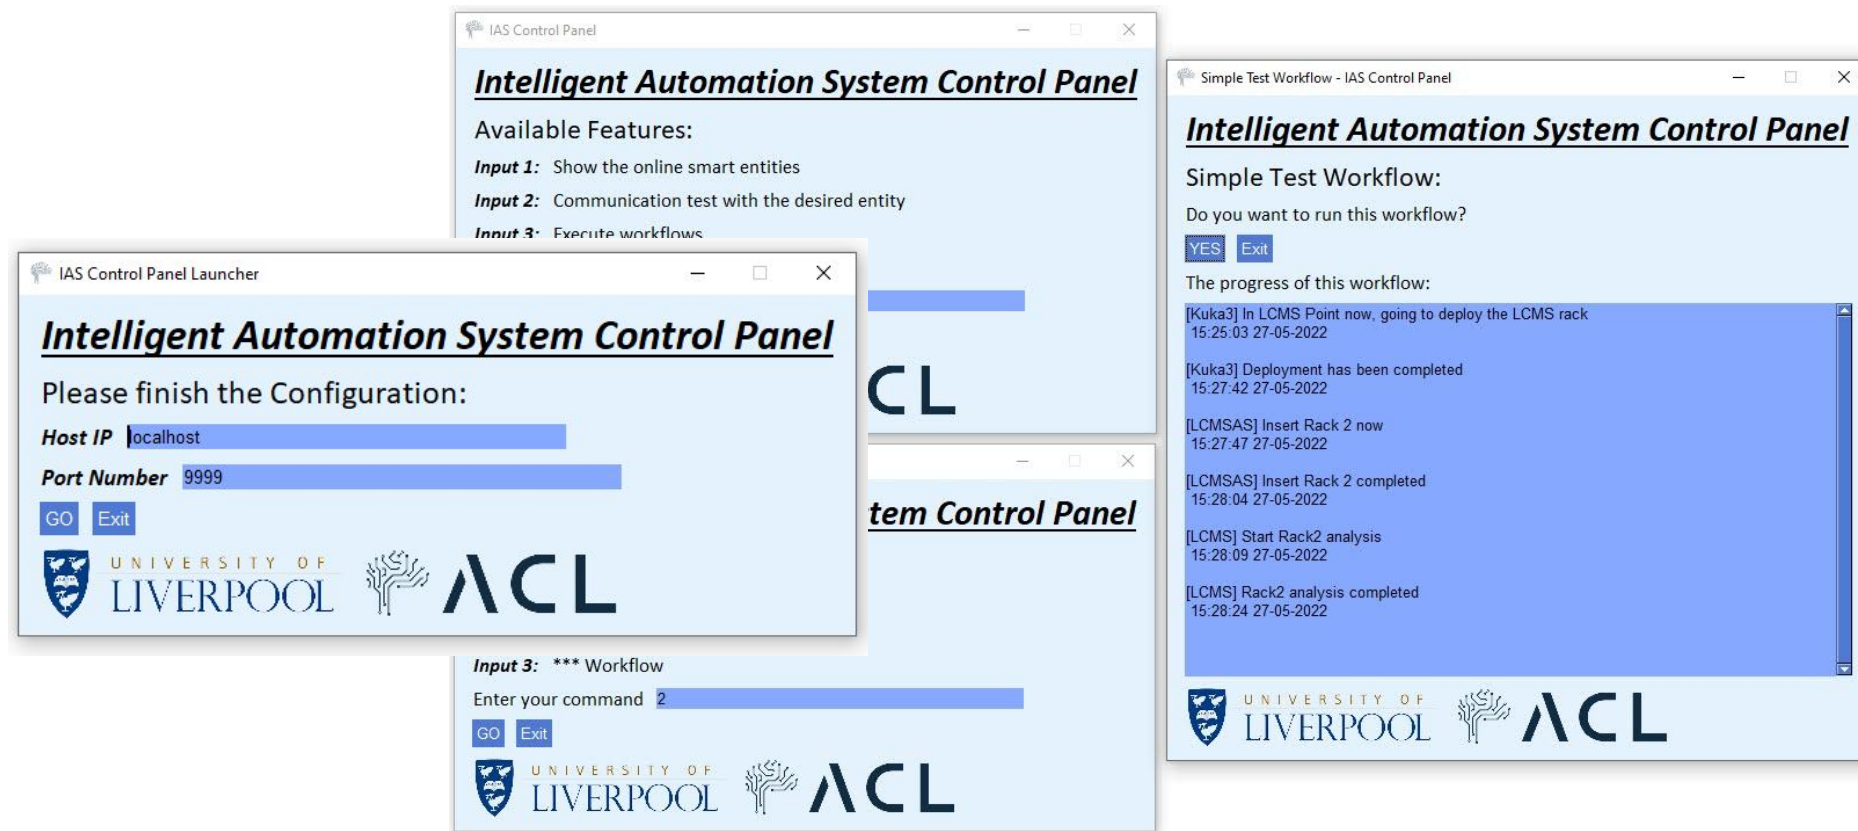 IAS Control Panel
Intelligent Automation System Control Panel
Available Features:
Input 1: Show the online smart entities
Input 2: Communication test with the desired entity
Input 3: Execute workflows
CL
IAS Control Panel Launcher
Intelligent Automation System Control Panel
Please finish the Configuration:
Host IP localhost
Port Number 9999
GO Exit
UNIVERSITY OF
LIVERPOOL
ACL
tem Control Panel
Input 3: *** Workflow
Enter your command 2
GO Exit
UNIVERSITY OF
LIVERPOOL
ACL
Simple Test Workflow - IAS Control Panel
Intelligent Automation System Control Panel
Simple Test Workflow:
Do you want to run this workflow?
YES Exit
The progress of this workflow:
[Kuka3] In LCMS Point now, going to deploy the LCMS rack
15:25:03 27-05-2022
[Kuka3] Deployment has been completed
15:27:42 27-05-2022
[LCMSAS] Insert Rack 2 now
15:27:47 27-05-2022
[LCMSAS] Insert Rack 2 completed
15:28:04 27-05-2022
[LCMS] Start Rack2 analysis
15:28:09 27-05-2022
[LCMS] Rack2 analysis completed
15:28:24 27-05-2022
UNIVERSITY OF
LIVERPOOL
ACL